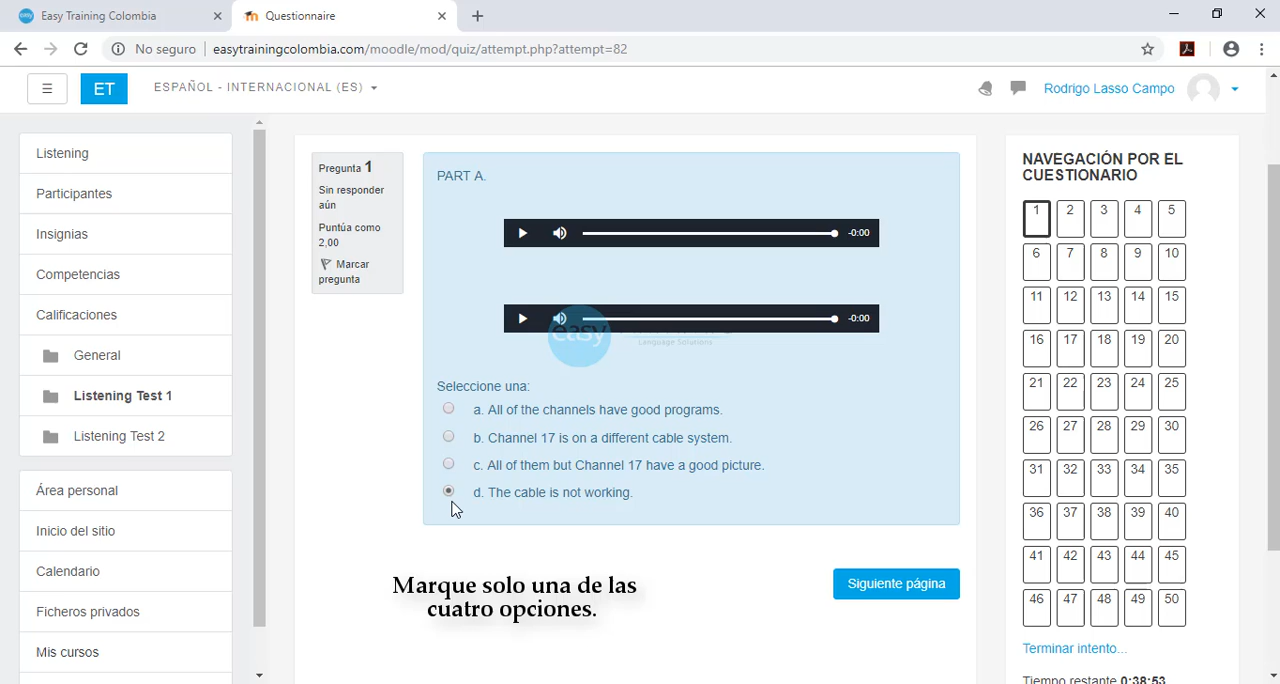 Easy Training Colombia
Questionnaire
No seguro
easytrainingcolombia.com/moodle/mod/quiz/attempt.php?attempt=82
ET
ESPAÑOL - INTERNACIONAL (ES)
Rodrigo Lasso Campo
Listening
Participantes
Insignias
Competencias
Calificaciones
General
Listening Test 1
Listening Test 2
Área personal
Inicio del sitio
Calendario
Ficheros privados
Mis cursos
Pregunta 1
Sin responder
aún
Puntúa como
2,00
Marcar
pregunta
PART A.
-0:00
-0:00
easy
Language Solutions
Seleccione una:
a. All of the channels have good programs.
b. Channel 17 is on a different cable system.
c. All of them but Channel 17 have a good picture.
d. The cable is not working.
Marque solo una de las
cuatro opciones.
Siguiente página
NAVEGACIÓN POR EL
CUESTIONARIO
1 2 3 4 5
6 7 8 9 10
11 12 13 14 15
16 17 18 19 20
21 22 23 24 25
26 27 28 29 30
31 32 33 34 35
36 37 38 39 40
41 42 43 44 45
46 47 48 49 50
Terminar intento...
Tiempo restante 0:38:53